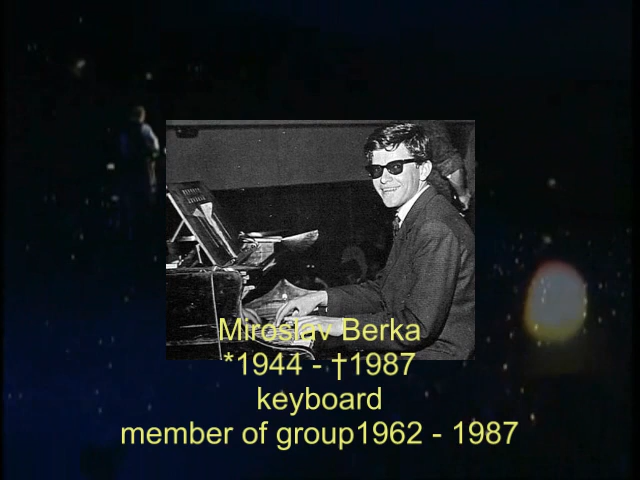 Miroslav Berka
*1944 - †1987
keyboard
member of group1962 - 1987